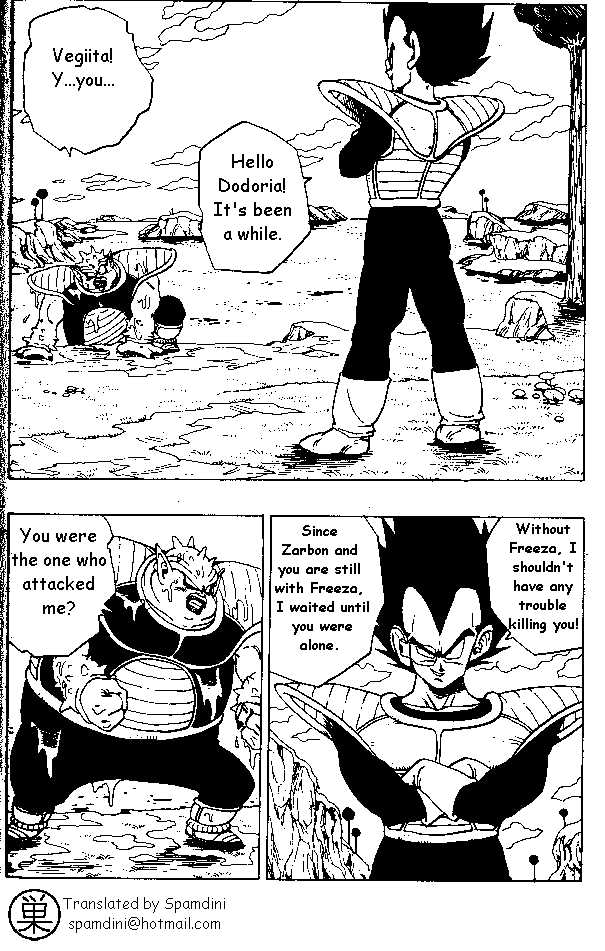 Vegiita!
Y...you...
Hello
Dodoria!
It's been
a while.
You were
the one who
attacked
me?
Since
Zarbon and
you are still
with Freeza,
I waited until
you were
alone.
Without
Freeza, I
shouldn't
have any
trouble
killing you!
巣
Translated by Spamdini
spamdini@hotmail.com